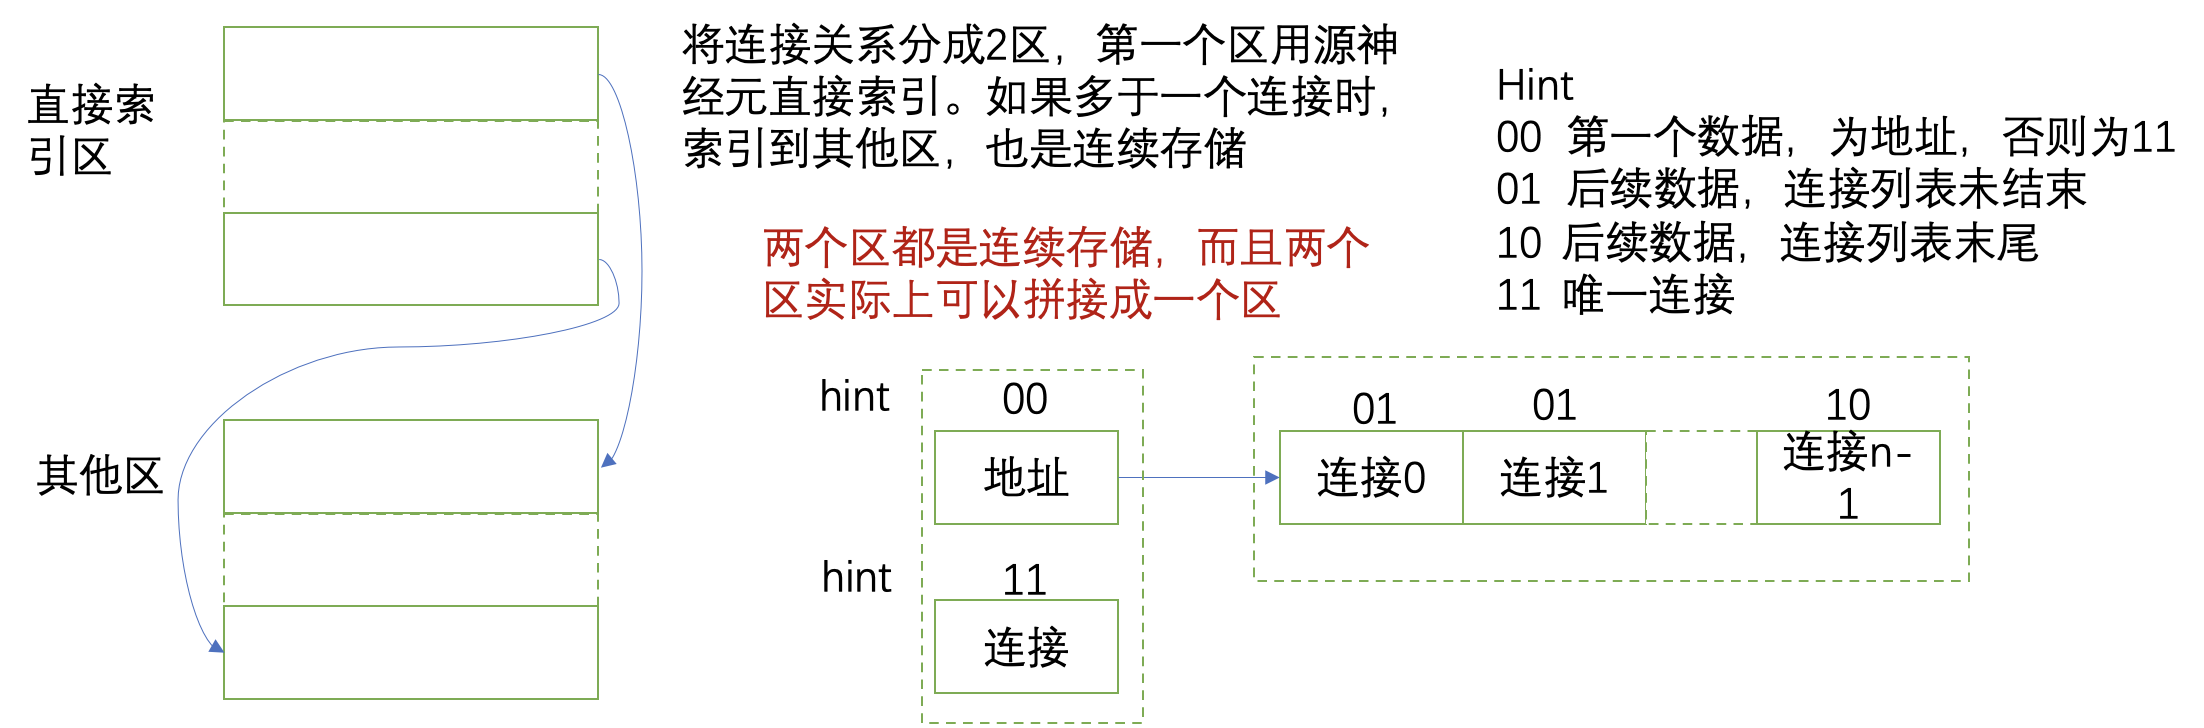 直接索
引区
将连接关系分成2区，第一个区用源神
经元直接索引。如果多于一个连接时，
索引到其他区，也是连续存储
两个区都是连续存储，而且两个
区实际上可以拼接成一个区
Hint
00 第一个数据，为地址，否则为11
01 后续数据，连接列表未结束
10 后续数据，连接列表末尾
11 唯一连接
其他区
hint
00
地址
01
01
10
连接0
连接1
连接n-
1
hint
11
连接